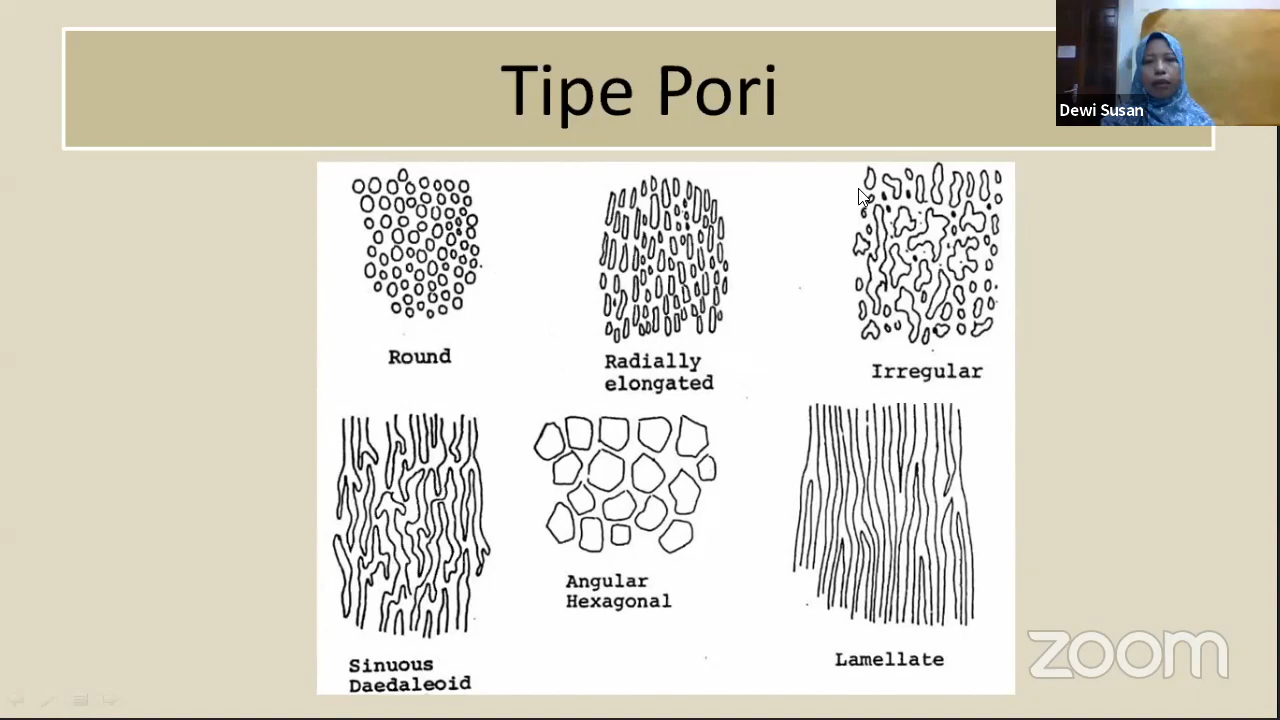 Tipe Pori
Dewi Susan
Round
Radially
elongated
Irregular
Sinuous
Daedaleoid
Angular
Hexagonal
Lamellate
zoom